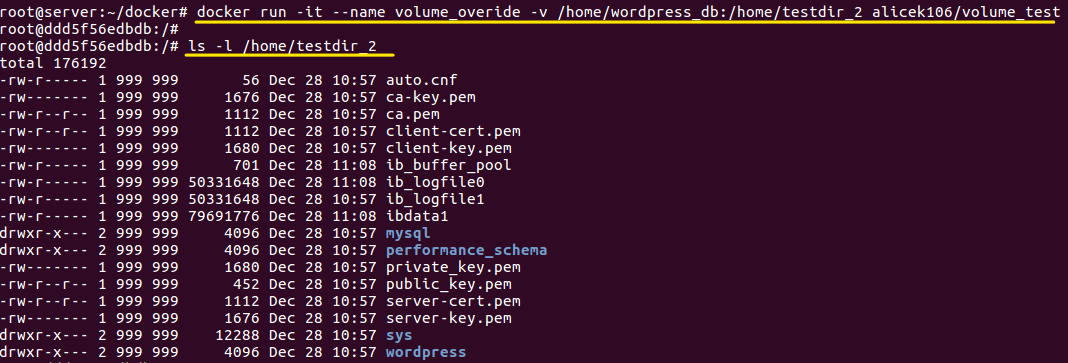 root@server:~/docker# docker run -it --name volume_overide -v /home/wordpress_db:/home/testdir_2 alicek106/volume_test
root@ddd5f56edbdb:/#
root@ddd5f56edbdb:/# ls -l /home/testdir_2
total 176192
-rw-r----- 1 999 999       56 Dec 28 10:57 auto.cnf
-rw------- 1 999 999     1676 Dec 28 10:57 ca-key.pem
-rw-r--r-- 1 999 999     1112 Dec 28 10:57 ca.pem
-rw-r--r-- 1 999 999     1112 Dec 28 10:57 client-cert.pem
-rw------- 1 999 999     1680 Dec 28 10:57 client-key.pem
-rw-r----- 1 999 999      701 Dec 28 11:08 ib_buffer_pool
-rw-r----- 1 999 999 50331648 Dec 28 11:08 ib_logfile0
-rw-r----- 1 999 999 50331648 Dec 28 10:57 ib_logfile1
-rw-r----- 1 999 999 79691776 Dec 28 11:08 ibdata1
drwxr-x--- 2 999 999     4096 Dec 28 10:57 mysql
drwxr-x--- 2 999 999     4096 Dec 28 10:57 performance_schema
-rw------- 1 999 999     1680 Dec 28 10:57 private_key.pem
-rw-r--r-- 1 999 999      452 Dec 28 10:57 public_key.pem
-rw-r--r-- 1 999 999     1112 Dec 28 10:57 server-cert.pem
-rw------- 1 999 999     1676 Dec 28 10:57 server-key.pem
drwxr-x--- 2 999 999    12288 Dec 28 10:57 sys
drwxr-x--- 2 999 999     4096 Dec 28 10:57 wordpress